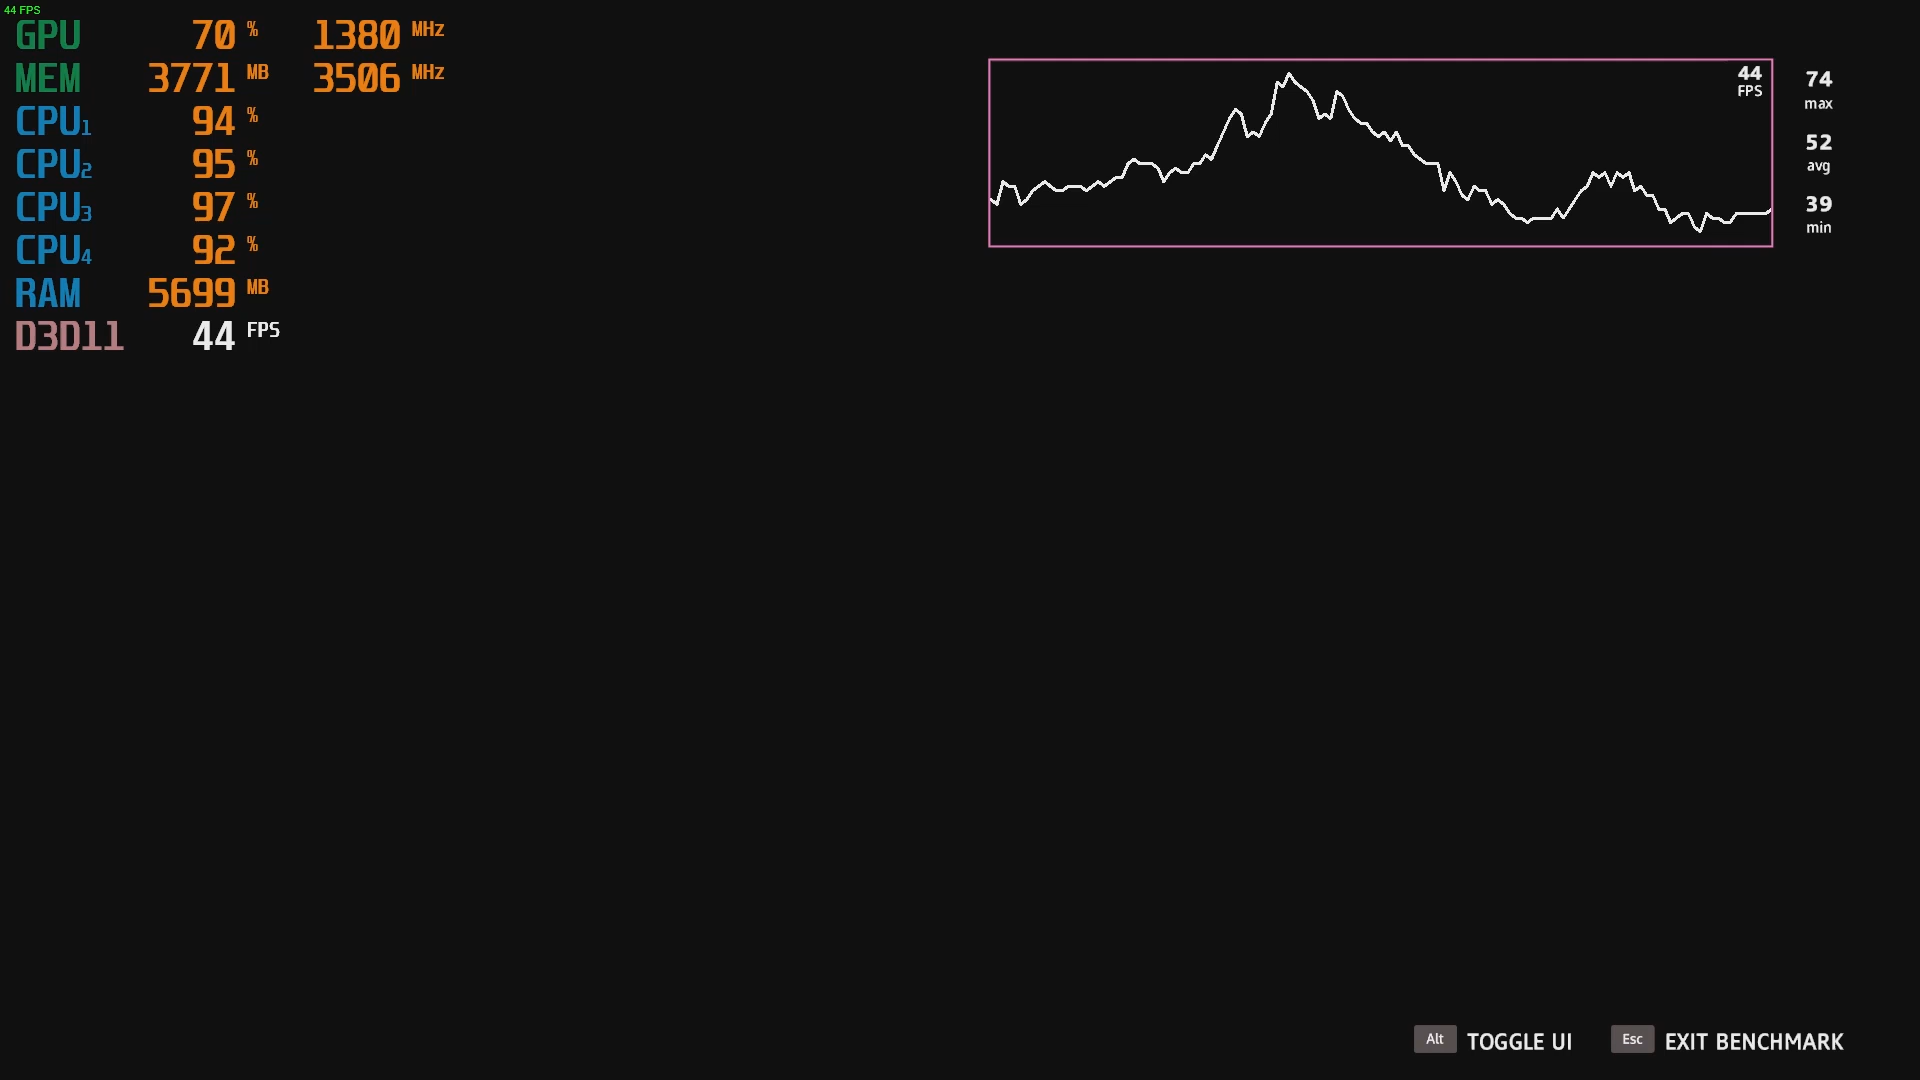 44 FPS
GPU 70 % 1380 MHz
MEM 3771 MB 3506 MHz
CPU1 94 %
CPU2 95 %
CPU3 97 %
CPU4 92 %
RAM 5699 MB
D3D11 44 FPS
44
FPS
74
max
52
avg
39
min
Alt TOGGLE UI Esc EXIT BENCHMARK